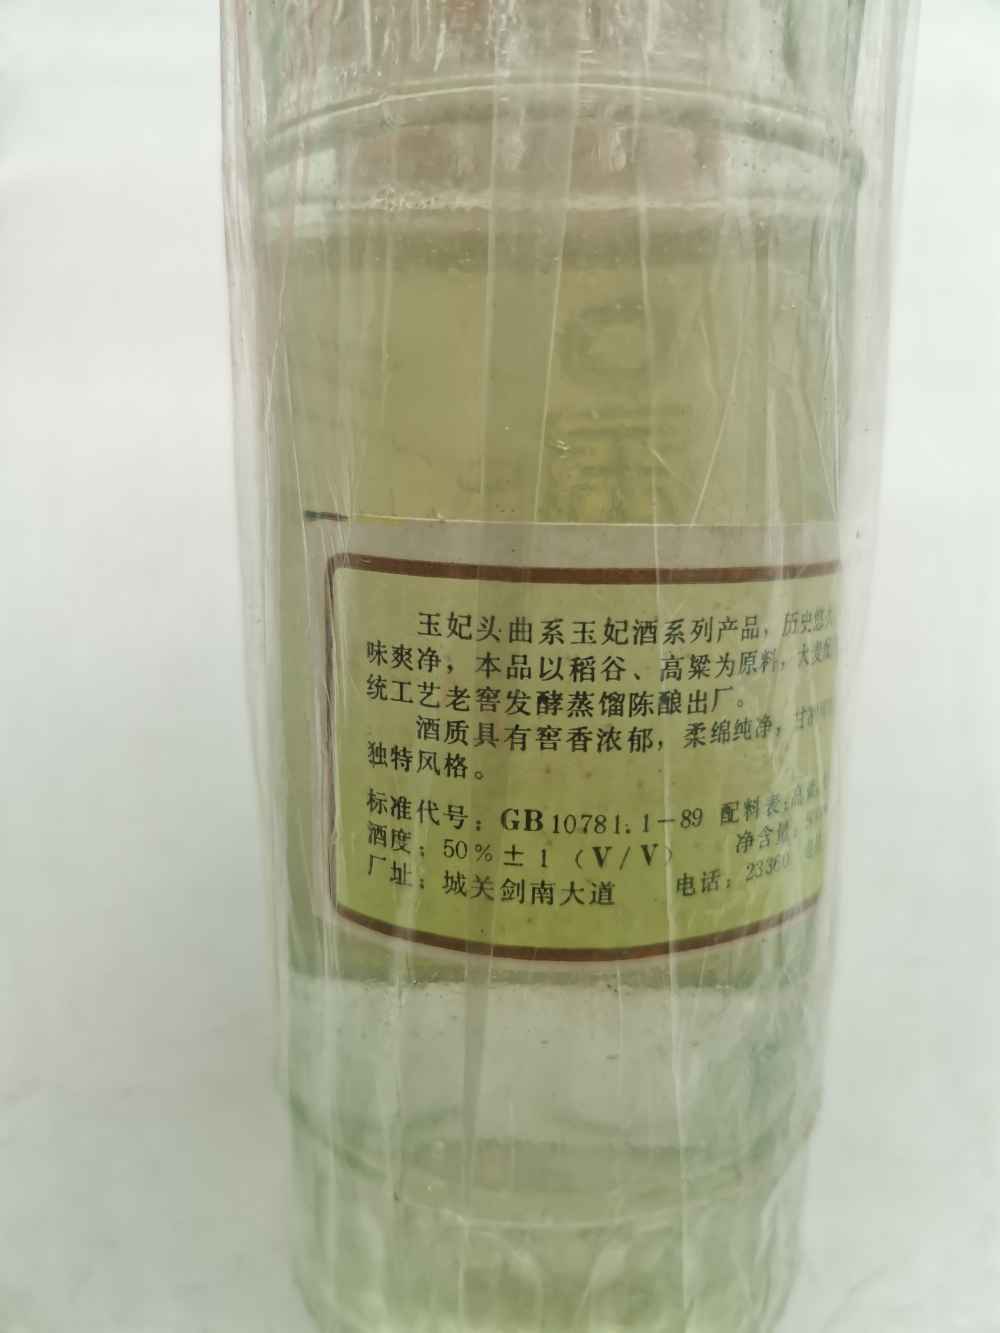 玉妃头曲系玉妃酒系列产品，历史悠
味爽净，本品以稻谷、高粱为原料，大麦
统工艺老窖发酵蒸馏陈酿出厂。
酒质具有窖香浓郁，柔绵纯净，甘
独特风格。
标准代号：GB10781.1－89 配料表：高
酒度：50%±1（V/V） 净含量：
厂址：城关剑南大道 电话：23360